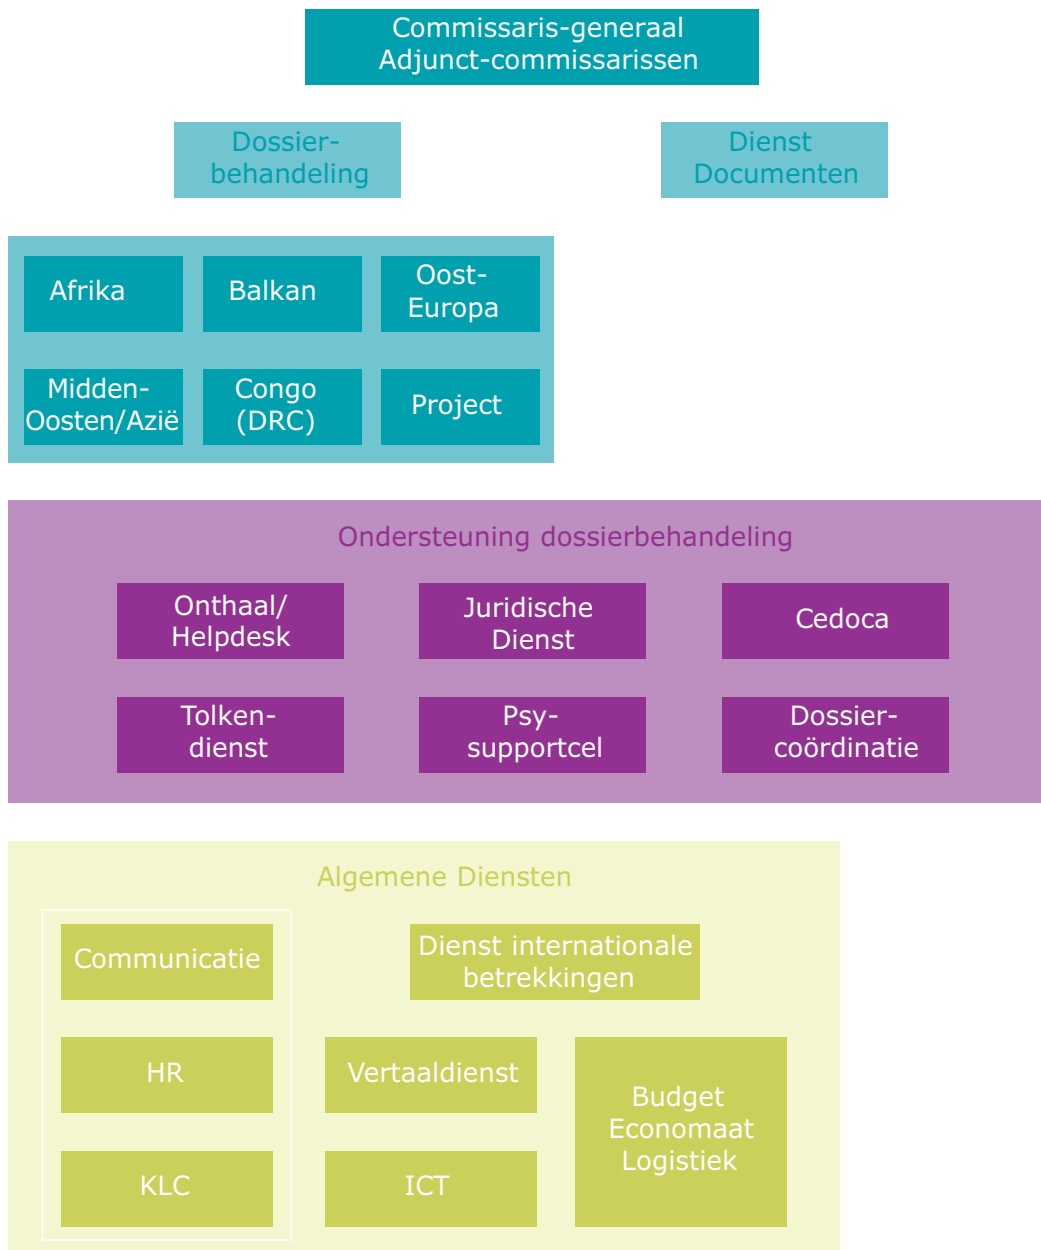 Commissaris-generaal
Adjunct-commissarissen
Dossier-
behandeling
Dienst
Documenten
Afrika
Balkan
Oost-
Europa
Midden-
Oosten/Azië
Congo
(DRC)
Project
Ondersteuning dossierbehandeling
Onthaal/
Helpdesk
Juridische
Dienst
Cedoca
Tolken-
dienst
Psy-
supportcel
Dossier-
coördinatie
Algemene Diensten
Communicatie
Dienst internationale
betrekkingen
HR
Vertaaldienst
Budget
Economaat
Logistiek
KLC
ICT